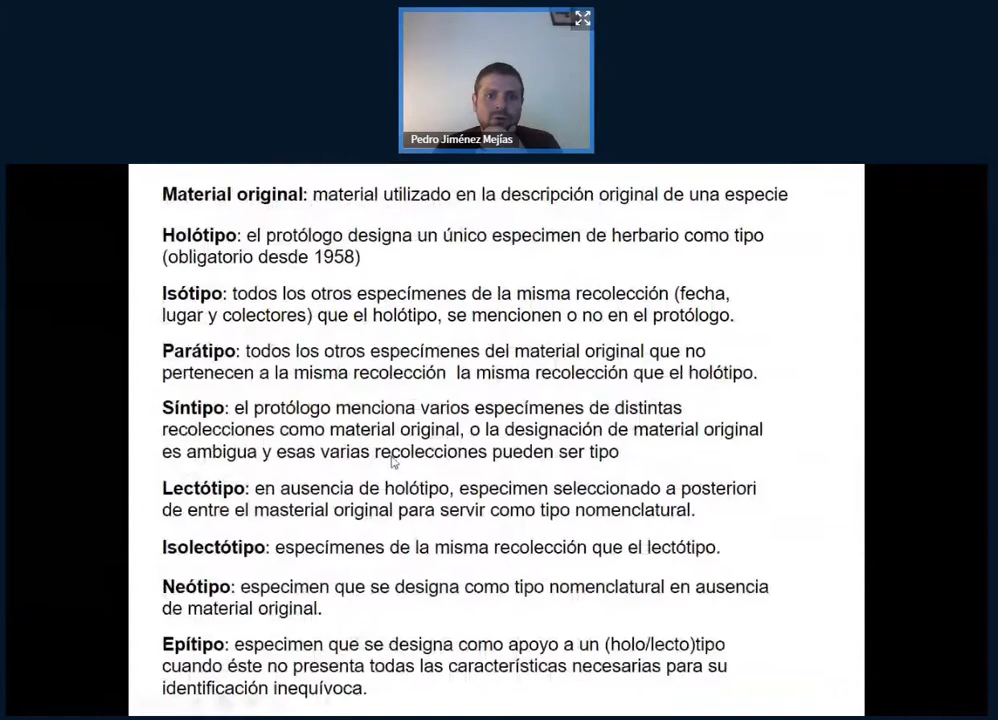 Pedro Jiménez Mejías
Material original: material utilizado en la descripción original de una especie
Holótipo: el protólogo designa un único especimen de herbario como tipo
(obligatorio desde 1958)
Isótipo: todos los otros específmenes de la misma recolección (fecha,
lugar y colectores) que el holótipo, se mencionen o no en el protólogo.
Parátipo: todos los otros especímenes del material original que no
pertenecen a la misma recolección la misma recolección que el holótipo.
Síntipo: el protólogo menciona varios especímenes de distintas
recolecciones como material original, o la designación de material original
es ambigua y esas varias recolecciones pueden ser tipo
Lectótipo: en ausencia de holótipo, especimen seleccionado a posteriori
de entre el masterial original para servir como tipo nomenclatural.
Isolectótipo: especímenes de la misma recolección que el lectótipo.
Neótipo: especimen que se designa como tipo nomenclatural en ausencia
de material original.
Epítipo: especimen que se designa como apoyo a un (holo/lecto)tipo
cuando éste no presenta todas las características necesarias para su
identificación inequívoca.